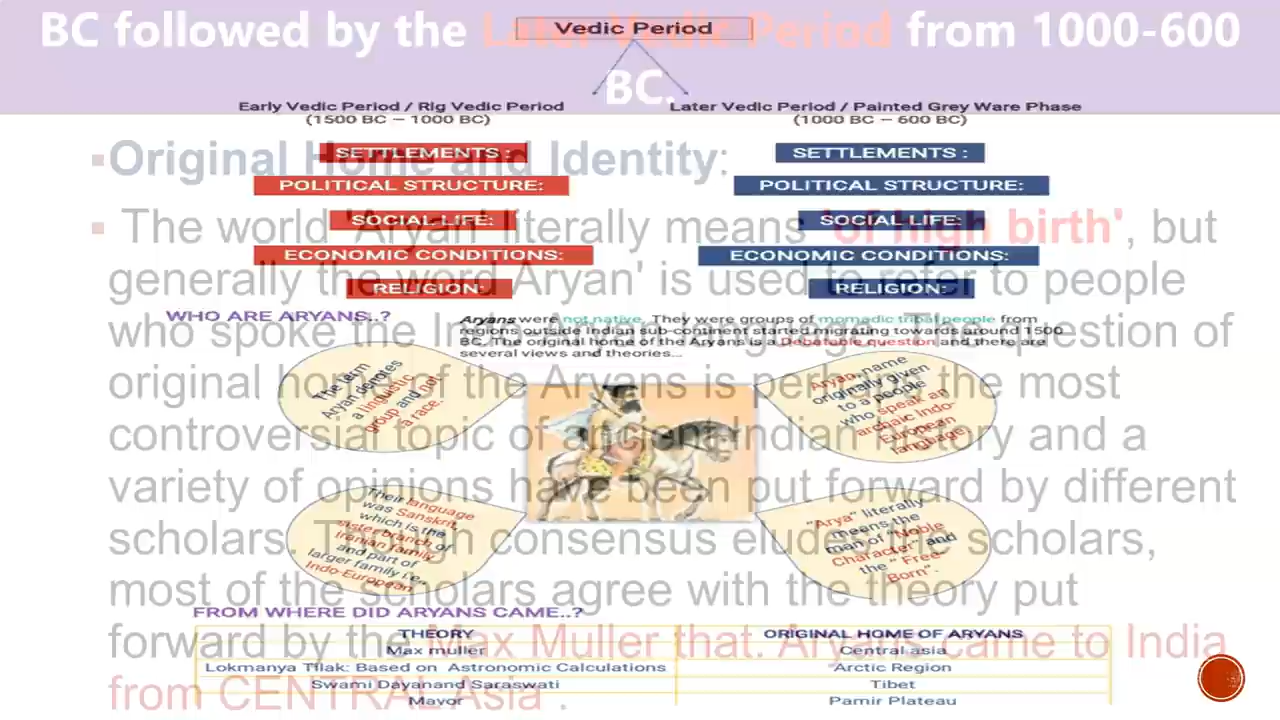 BC followed by the Later Vedic Period from 1000-600
BC.
Vedic Period
Early Vedic Period / Rig Vedic Period
(1500 BC – 1000 BC)
Later Vedic Period / Painted Grey Ware Phase
(1000 BC – 600 BC)
SETTLEMENTS :
POLITICAL STRUCTURE:
SOCIAL LIFE:
ECONOMIC CONDITIONS:
RELIGION:
SETTLEMENTS :
POLITICAL STRUCTURE:
SOCIAL LIFE:
ECONOMIC CONDITIONS:
RELIGION:
WHO ARE ARYANS..?
Aryans were not native. They were groups of momadic tribal people from
regions outside Indian sub-continent started migrating towards around 1500
BC. The original home of the Aryans is a Debatable question and there are
several views and theories...
The term
Aryan denotes
a linguistic
group and not
a race.
Aryan, name
originally given
to a people
who speak an
archaic Indo-
European
language
Their language
was Sanskrit,
which is the
sister branch of
Iranian family
and part of
larger family i.e.,
Indo-European
"Arya" literally
means the
man of "Noble
Character" and
the "Free
Born".
FROM WHERE DID ARYANS CAME..?
THEORY ORIGINAL HOME OF ARYANS
Max muller Central asia
Lokmanya Tilak: Based on Astronomic Calculations Arctic Region
Swami Dayanand Saraswati Tibet
Mayor Pamir Plateau
▪Original Home and Identity:
▪ The world 'Aryan' literally means 'of high birth', but
generally the word Aryan' is used to refer to people
who spoke the question of
original home of the Aryans is perhaps the most
controversial topic of ancient Indian history and a
variety of opinions have been put forward by different
scholars. Though consensus eludes the scholars,
most of the scholars agree with the theory put
forward by the Max Muller that. Aryans came to India
from CENTRAL Asia .